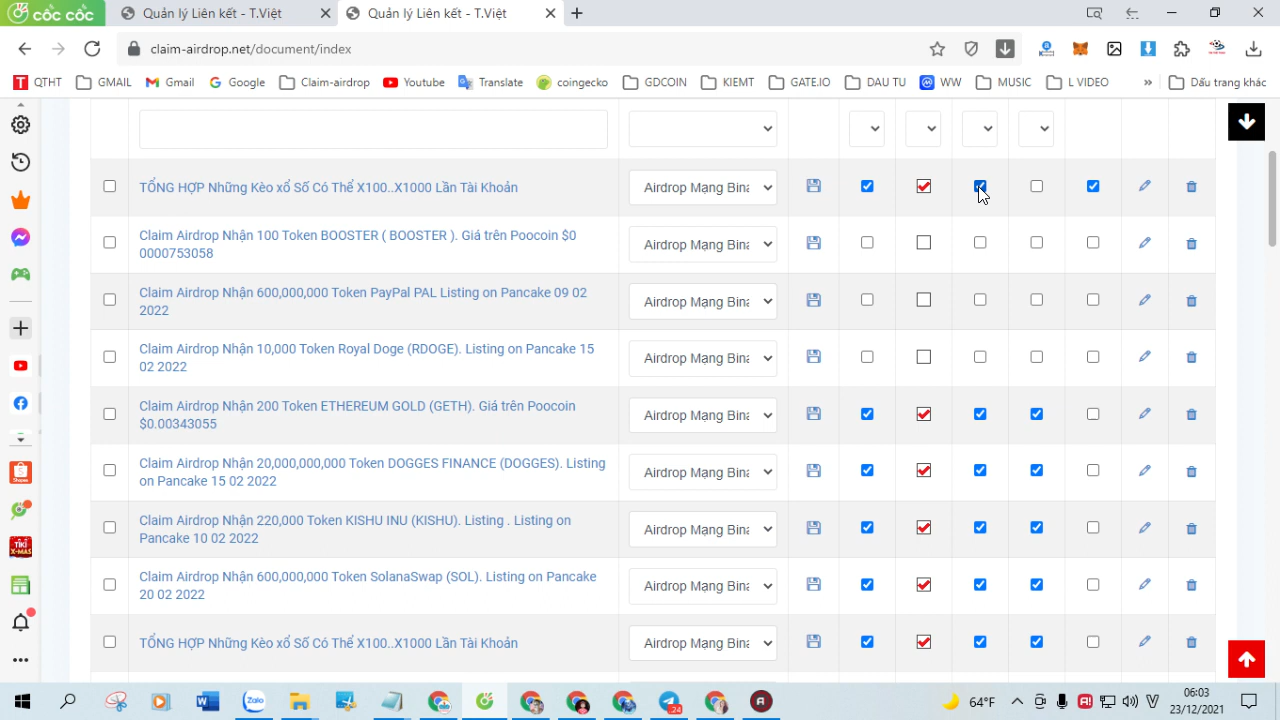 cốc cốc
Quản lý kết - T.Việt
Quản lý kết - T.Việt
claim-airdrop.net/document/index
QTHT
GMAIL
Gmail
Google
Claim-airdrop
Youtube
Translate
coingecko
GDCOIN
KIEMT
GATE.IO
DAU TU
WW
MUSIC
L VIDEO
»
Dấu trang khác
TỔNG HỢP Những Kèo xổ Số Có Thể X100..X1000 Lần Tài Khoản
Airdrop Mạng Bina
Claim Airdrop Nhận 100 Token BOOSTER ( BOOSTER ). Giá trên Poocoin $0
0000753058
Airdrop Mạng Bina
Claim Airdrop Nhận 600,000,000 Token PayPal PAL Listing on Pancake 09 02
2022
Airdrop Mạng Bina
Claim Airdrop Nhận 10,000 Token Royal Doge (RDOGE). Listing on Pancake 15
02 2022
Airdrop Mạng Bina
Claim Airdrop Nhận 200 Token ETHEREUM GOLD (GETH). Giá trên Poocoin
$0.00343055
Airdrop Mạng Bina
Claim Airdrop Nhận 20,000,000,000 Token DOGGES FINANCE (DOGGES). Listing
on Pancake 15 02 2022
Airdrop Mạng Bina
Claim Airdrop Nhận 220,000 Token KISHU INU (KISHU). Listing . Listing on
Pancake 10 02 2022
Airdrop Mạng Bina
Claim Airdrop Nhận 600,000,000 Token SolanaSwap (SOL). Listing on Pancake
20 02 2022
Airdrop Mạng Bina
TỔNG HỢP Những Kèo xổ Số Có Thể X100..X1000 Lần Tài Khoản
Airdrop Mạng Bina
Shopee
TIKI
X-MAS
Zalo
24
64°F
V
06:03
23/12/2021